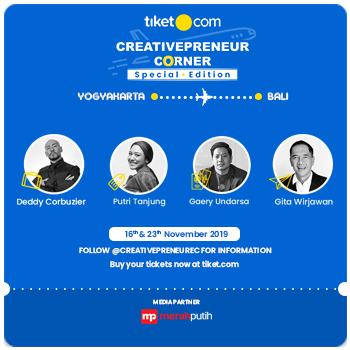 tiket.com
CREATIVEPRENEUR
CORNER
Special • Edition
YOGYAKARTA BALI
Deddy Corbuzier Putri Tanjung Gaery Undarsa Gita Wirjawan
16th & 23th November 2019
FOLLOW @CREATIVEPRENEUREC FOR INFORMATION
Buy your tickets now at tiket.com
MEDIA PARTNER
mp merahputih